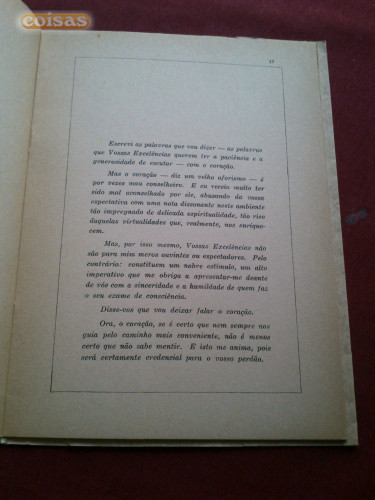 coisas
17
Escrevi as palavras que vou dizer — as palavras
que Vossas Excelências querem ter a paciência e a
generosidade de escutar — com o coração.
Mas o coração — diz um velho aforismo — é
por vezes mau conselheiro. E eu receio muito ter
sido mal aconselhado por ele, abusando da vossa
espectativa com uma nota dissonante neste ambiente
tão impregnado de delicada espiritualidade, tão rico
daquelas virtualidades que, realmente, nos enrique-
cem.
Mas, por isso mesmo, Vossas Excelências não
são para mim meros ouvintes ou espectadores. Pelo
contrário: constituem um nobre estímulo, um alto
imperativo que me obriga a apresentar-me deante
de vós com a sinceridade e a humildade de quem faz
o seu exame de consciência.
Disse-vos que vou deixar falar o coração.
Ora, o coração, se é certo que nem sempre nos
guia pelo caminho mais conveniente, não é menos
certo que não sabe mentir. E isto me anima, pois
será certamente credencial para o vosso perdão.